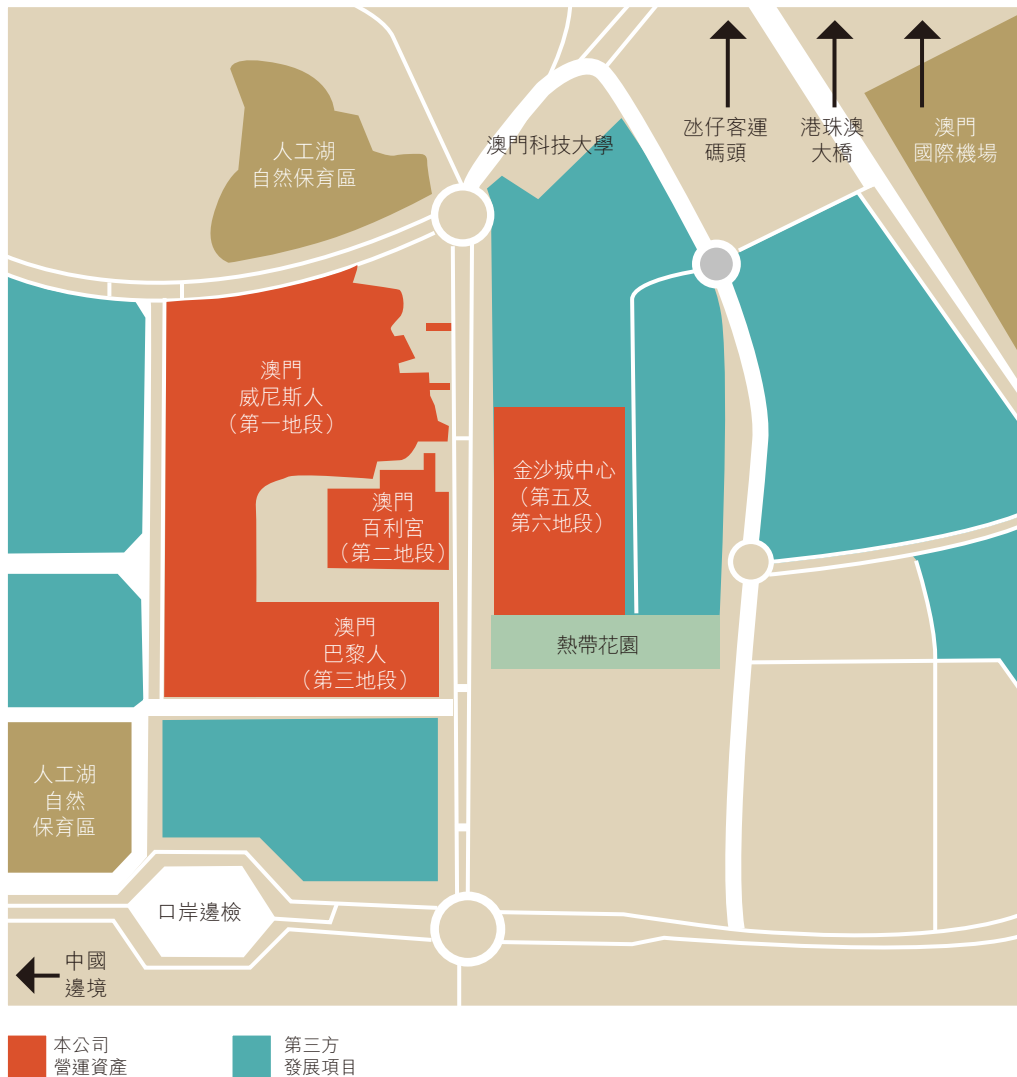 澳門科技大學
氹仔客運
碼頭
港珠澳
大橋
澳門
國際機場
人工湖
自然保育區
澳門
威尼斯人
（第一地段）
金沙城中心
（第五及
第六地段）
澳門
百利宮
（第二地段）
澳門
巴黎人
（第三地段）
熱帶花園
人工湖
自然
保育區
口岸邊檢
中國
邊境
本公司
營運資產
第三方
發展項目